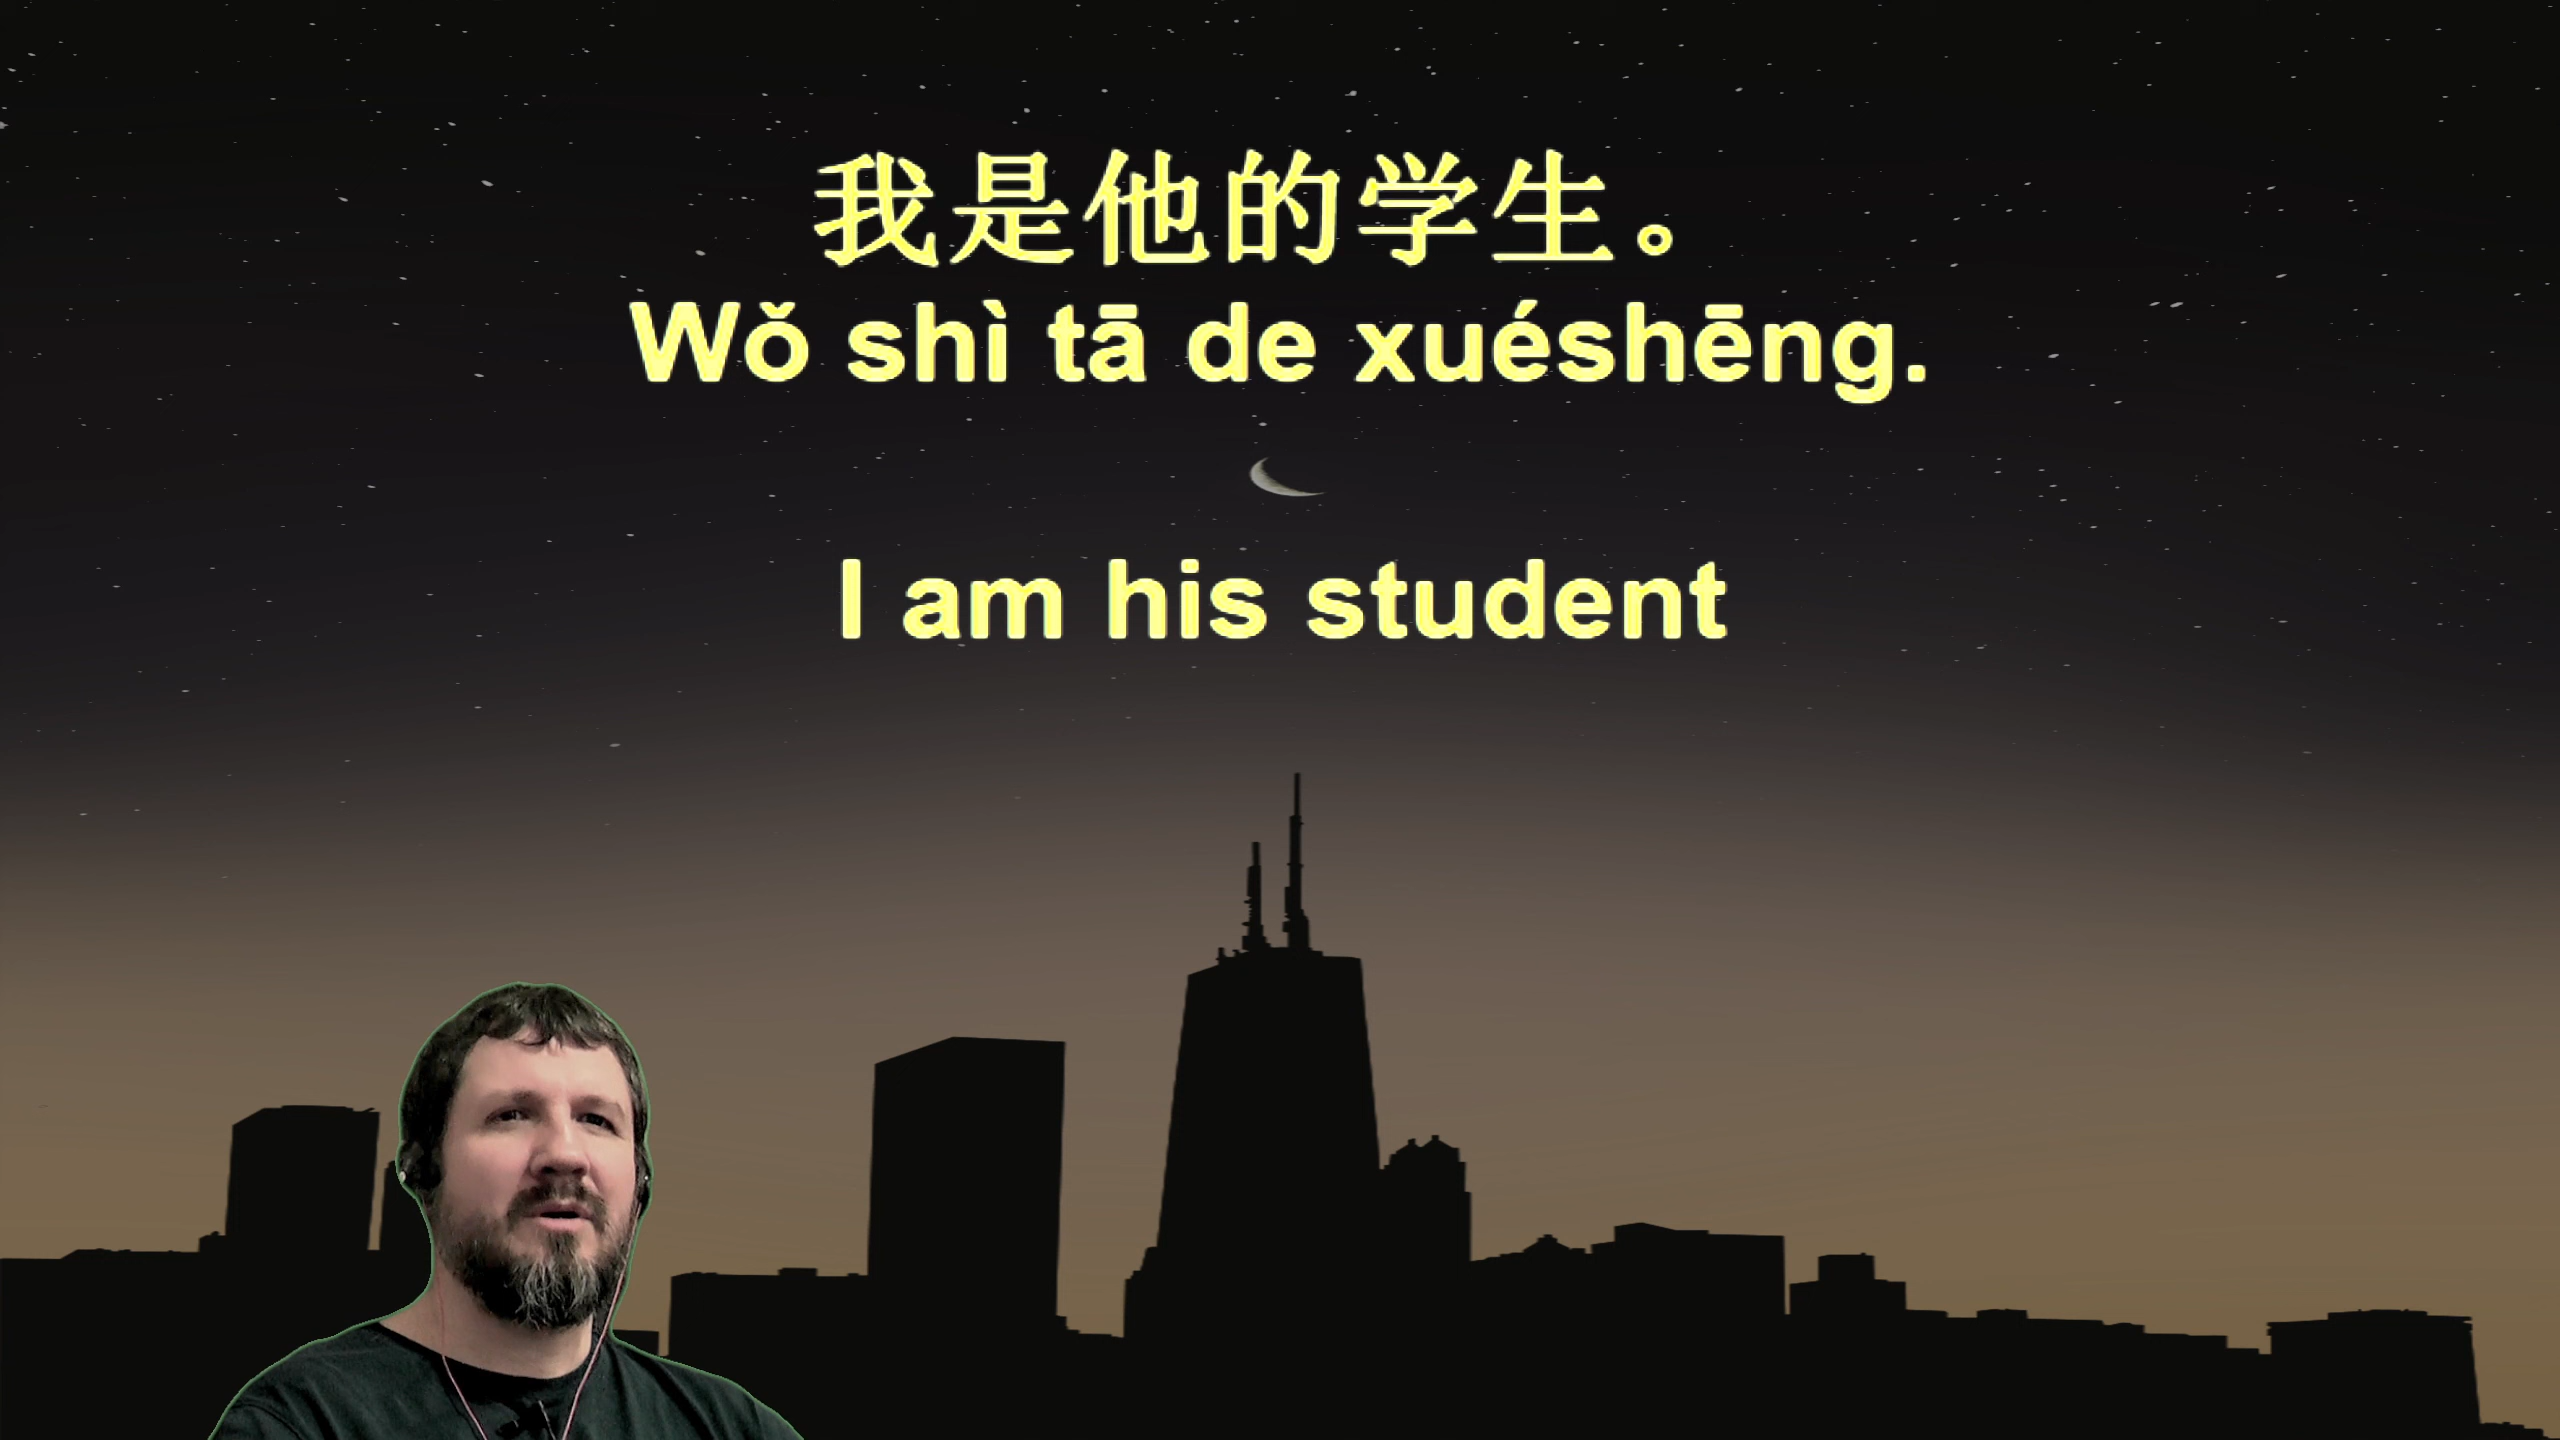 我是他的学生。
Wǒ shì tā de xuéshēng.
I am his student